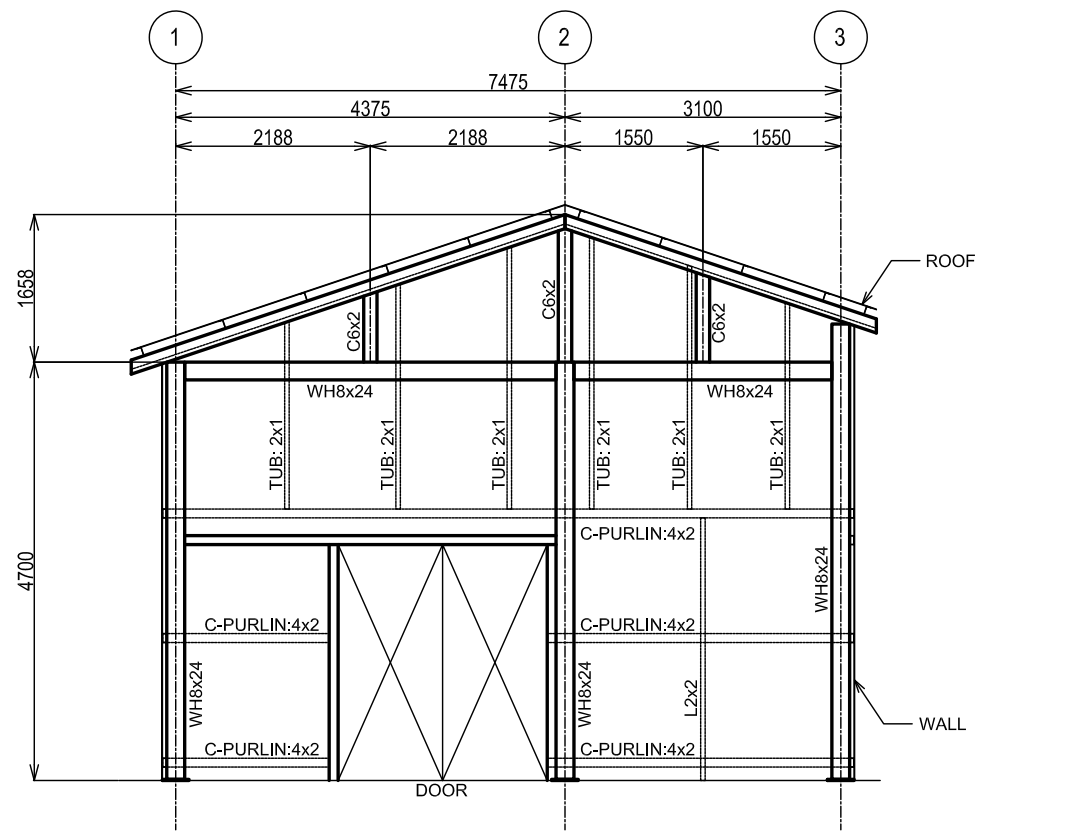 1
2
3
7475
4375
3100
2188
2188
1550
1550
1658
ROOF
C6x2
C6x2
C6x2
WH8x24
WH8x24
TUB: 2x1
TUB: 2x1
TUB: 2x1
TUB: 2x1
TUB: 2x1
TUB: 2x1
C-PURLIN:4x2
4700
WH8x24
C-PURLIN:4x2
C-PURLIN:4x2
WH8x24
WH8x24
L2x2
WALL
C-PURLIN:4x2
C-PURLIN:4x2
DOOR